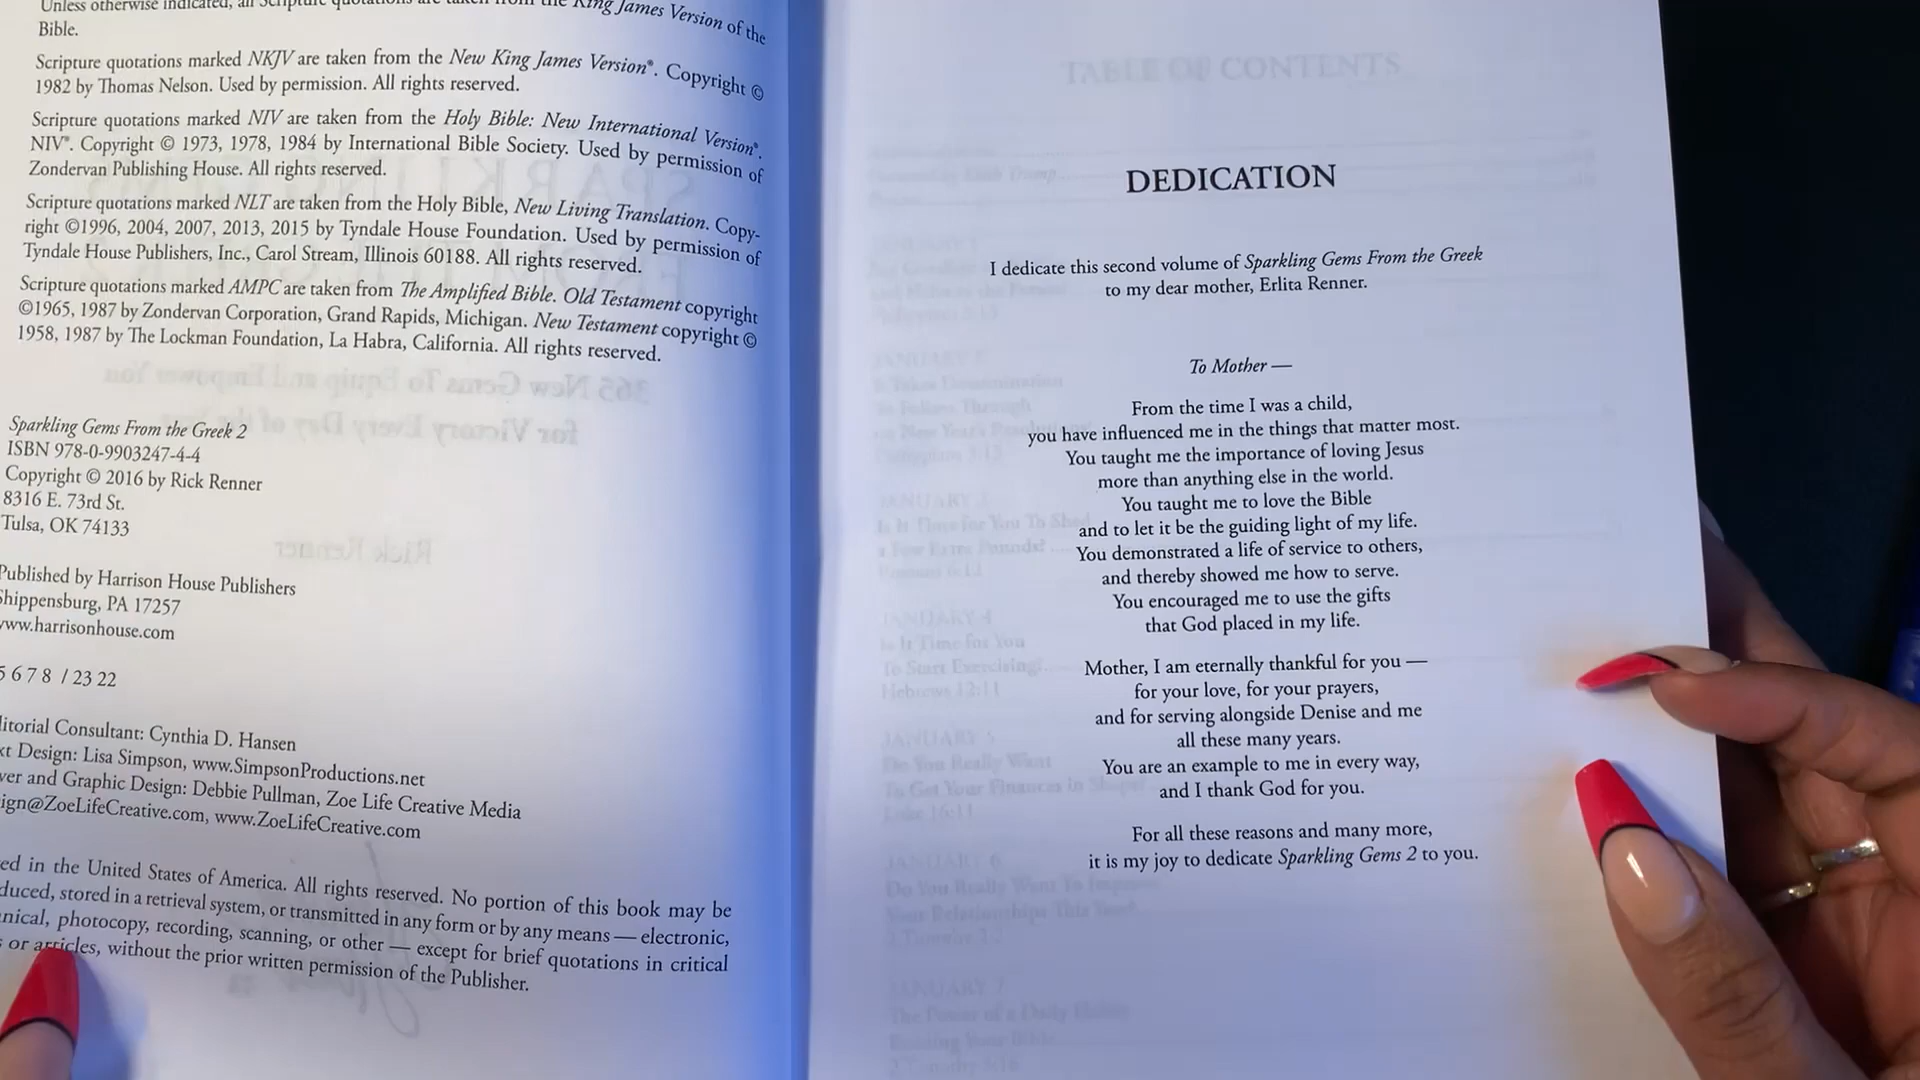 Unless otherwise indicated, all Scripture quotations are taken from the King James Version of the
Bible.
Scripture quotations marked NKJV are taken from the New King James Version®. Copyright ©
1982 by Thomas Nelson. Used by permission. All rights reserved.
Scripture quotations marked NIV are taken from the Holy Bible: New International Version®.
NIV®. Copyright © 1973, 1978, 1984 by International Bible Society. Used by permission of
Zondervan Publishing House. All rights reserved.
Scripture quotations marked NLT are taken from the Holy Bible, New Living Translation. Copy-
right ©1996, 2004, 2007, 2013, 2015 by Tyndale House Foundation. Used by permission of
Tyndale House Publishers, Inc., Carol Stream, Illinois 60188. All rights reserved.
Scripture quotations marked AMPC are taken from The Amplified Bible. Old Testament copyright
©1965, 1987 by Zondervan Corporation, Grand Rapids, Michigan. New Testament copyright ©
1958, 1987 by The Lockman Foundation, La Habra, California. All rights reserved.
Sparkling Gems From the Greek 2
ISBN 978-0-9903247-4-4
Copyright © 2016 by Rick Renner
8316 E. 73rd St.
Tulsa, OK 74133
Published by Harrison House Publishers
Shippensburg, PA 17257
www.harrisonhouse.com
5 6 7 8 / 23 22
itorial Consultant: Cynthia D. Hansen
xt Design: Lisa Simpson, www.SimpsonProductions.net
ver and Graphic Design: Debbie Pullman, Zoe Life Creative Media
ign@ZoeLifeCreative.com, www.ZoeLifeCreative.com
ed in the United States of America. All rights reserved. No portion of this book may be
duced, stored in a retrieval system, or transmitted in any form or by any means — electronic,
nical, photocopy, recording, scanning, or other — except for brief quotations in critical
s or articles, without the prior written permission of the Publisher.
TABLE OF CONTENTS
DEDICATION
I dedicate this second volume of Sparkling Gems From the Greek
to my dear mother, Erlita Renner.
To Mother —
From the time I was a child,
you have influenced me in the things that matter most.
You taught me the importance of loving Jesus
more than anything else in the world.
You taught me to love the Bible
and to let it be the guiding light of my life.
You demonstrated a life of service to others,
and thereby showed me how to serve.
You encouraged me to use the gifts
that God placed in my life.
Mother, I am eternally thankful for you —
for your love, for your prayers,
and for serving alongside Denise and me
all these many years.
You are an example to me in every way,
and I thank God for you.
For all these reasons and many more,
it is my joy to dedicate Sparkling Gems 2 to you.